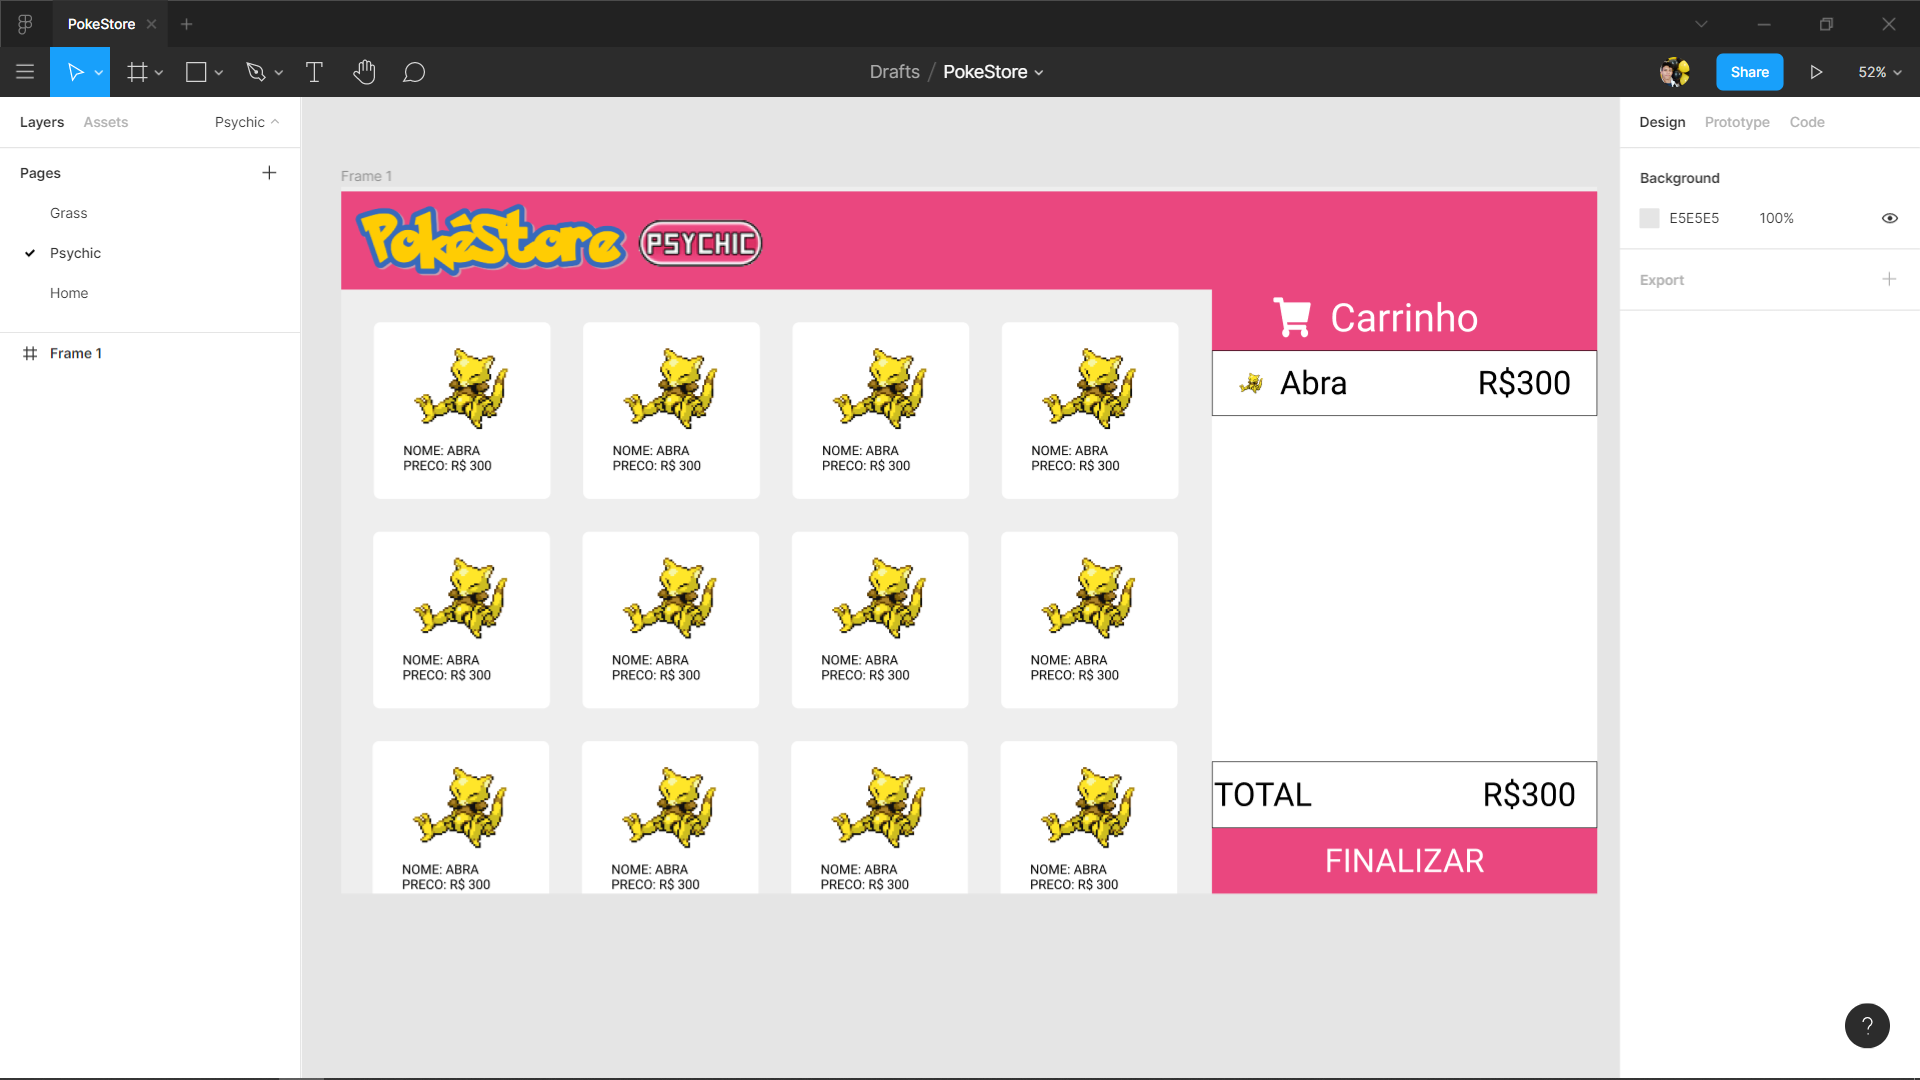 PokeStore
Drafts / PokeStore
Share
52%
Layers Assets Psychic
Pages
Grass
Psychic
Home
Frame 1
Frame 1
PokéStore PSYCHIC
Carrinho
Abra R$300
NOME: ABRA
PRECO: R$ 300
NOME: ABRA
PRECO: R$ 300
NOME: ABRA
PRECO: R$ 300
NOME: ABRA
PRECO: R$ 300
NOME: ABRA
PRECO: R$ 300
NOME: ABRA
PRECO: R$ 300
NOME: ABRA
PRECO: R$ 300
NOME: ABRA
PRECO: R$ 300
NOME: ABRA
PRECO: R$ 300
NOME: ABRA
PRECO: R$ 300
NOME: ABRA
PRECO: R$ 300
NOME: ABRA
PRECO: R$ 300
TOTAL R$300
FINALIZAR
Design Prototype Code
Background
E5E5E5 100%
Export
?